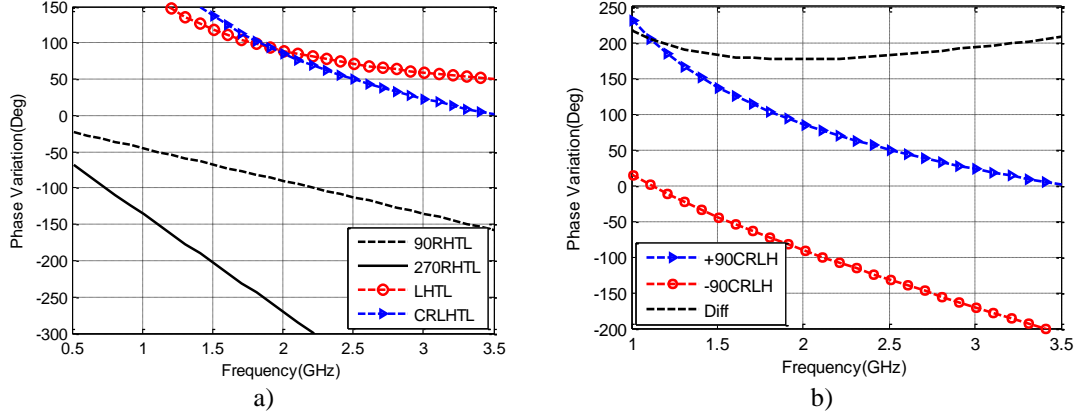 150
100
50
0
-50
-100
-150
-200
-250
-300
0.5
1
1.5
2
2.5
3
3.5
Phase Variation(Deg)
Frequency(GHz)
90RHTL
270RHTL
LHTL
CRLHTL
a)
250
200
150
100
50
0
-50
-100
-150
-200
1
1.5
2
2.5
3
3.5
Phase Variation(Deg)
Frequency(GHz)
+90CRLH
-90CRLH
Diff
b)